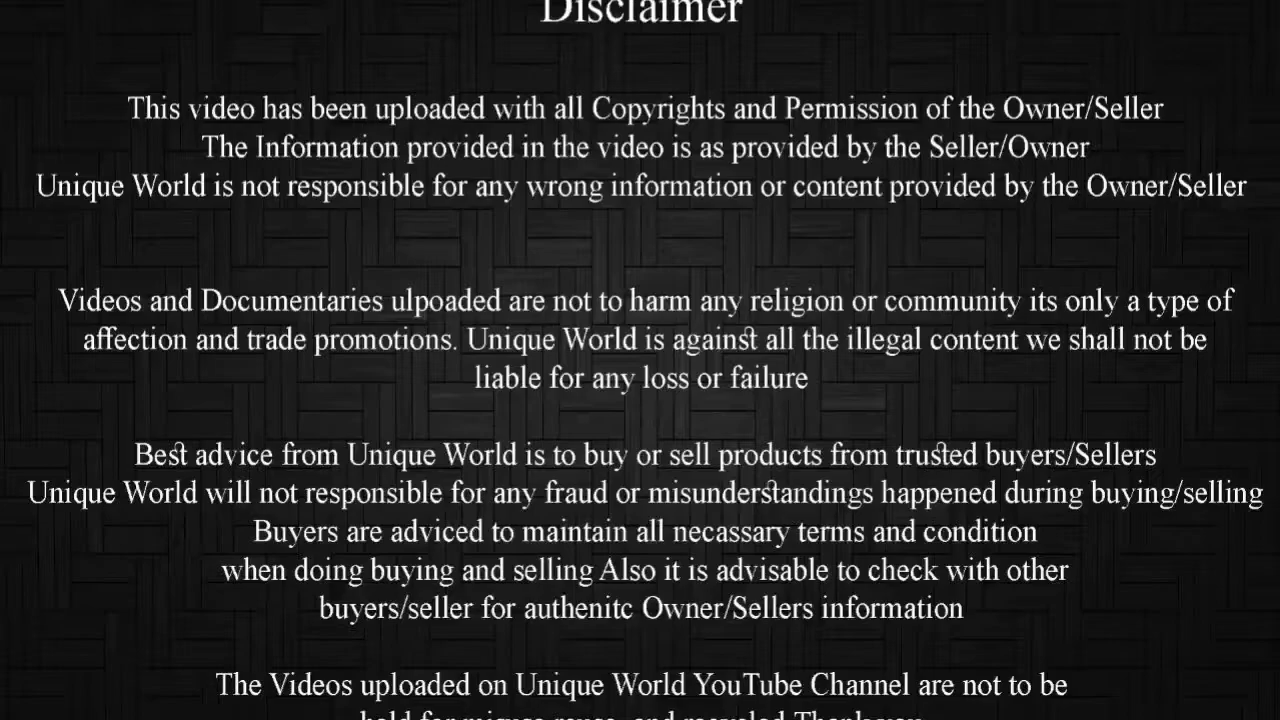 Disclaimer
This video has been uploaded with all Copyrights and Permission of the Owner/Seller
The Information provided in the video is as provided by the Seller/Owner
Unique World is not responsible for any wrong information or content provided by the Owner/Seller
Videos and Documentaries ulpoaded are not to harm any religion or community its only a type of
affection and trade promotions. Unique World is against all the illegal content we shall not be
liable for any loss or failure
Best advice from Unique World is to buy or sell products from trusted buyers/Sellers
Unique World will not responsible for any fraud or misunderstandings happened during buying/selling
Buyers are adviced to maintain all necassary terms and condition
when doing buying and selling Also it is advisable to check with other
buyers/seller for authenitc Owner/Sellers information
The Videos uploaded on Unique World YouTube Channel are not to be